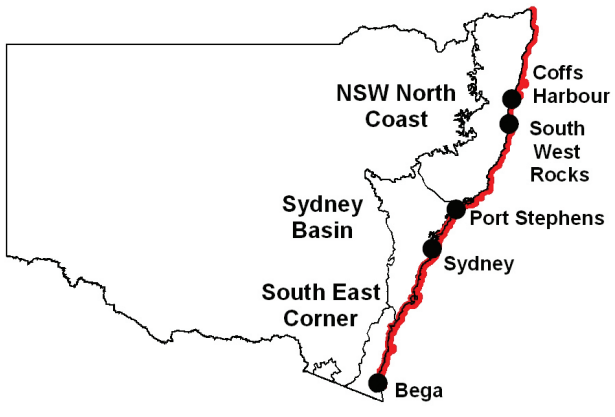 Coffs
Harbour
NSW North
Coast
South
West
Rocks
Sydney
Basin
Port Stephens
Sydney
South East
Corner
Bega